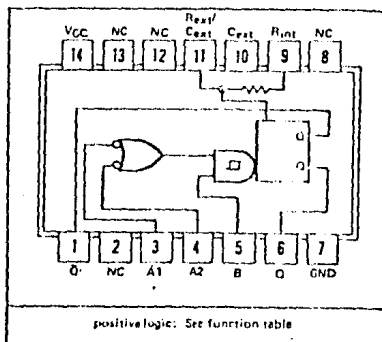 Rext/
VCC NC NC Cext Cext Rint NC
14 13 12 11 10 9 8
Q
Q
1 2 3 4 5 6 7
Q NC A1 A2 B Q GND
positive logic: See function table